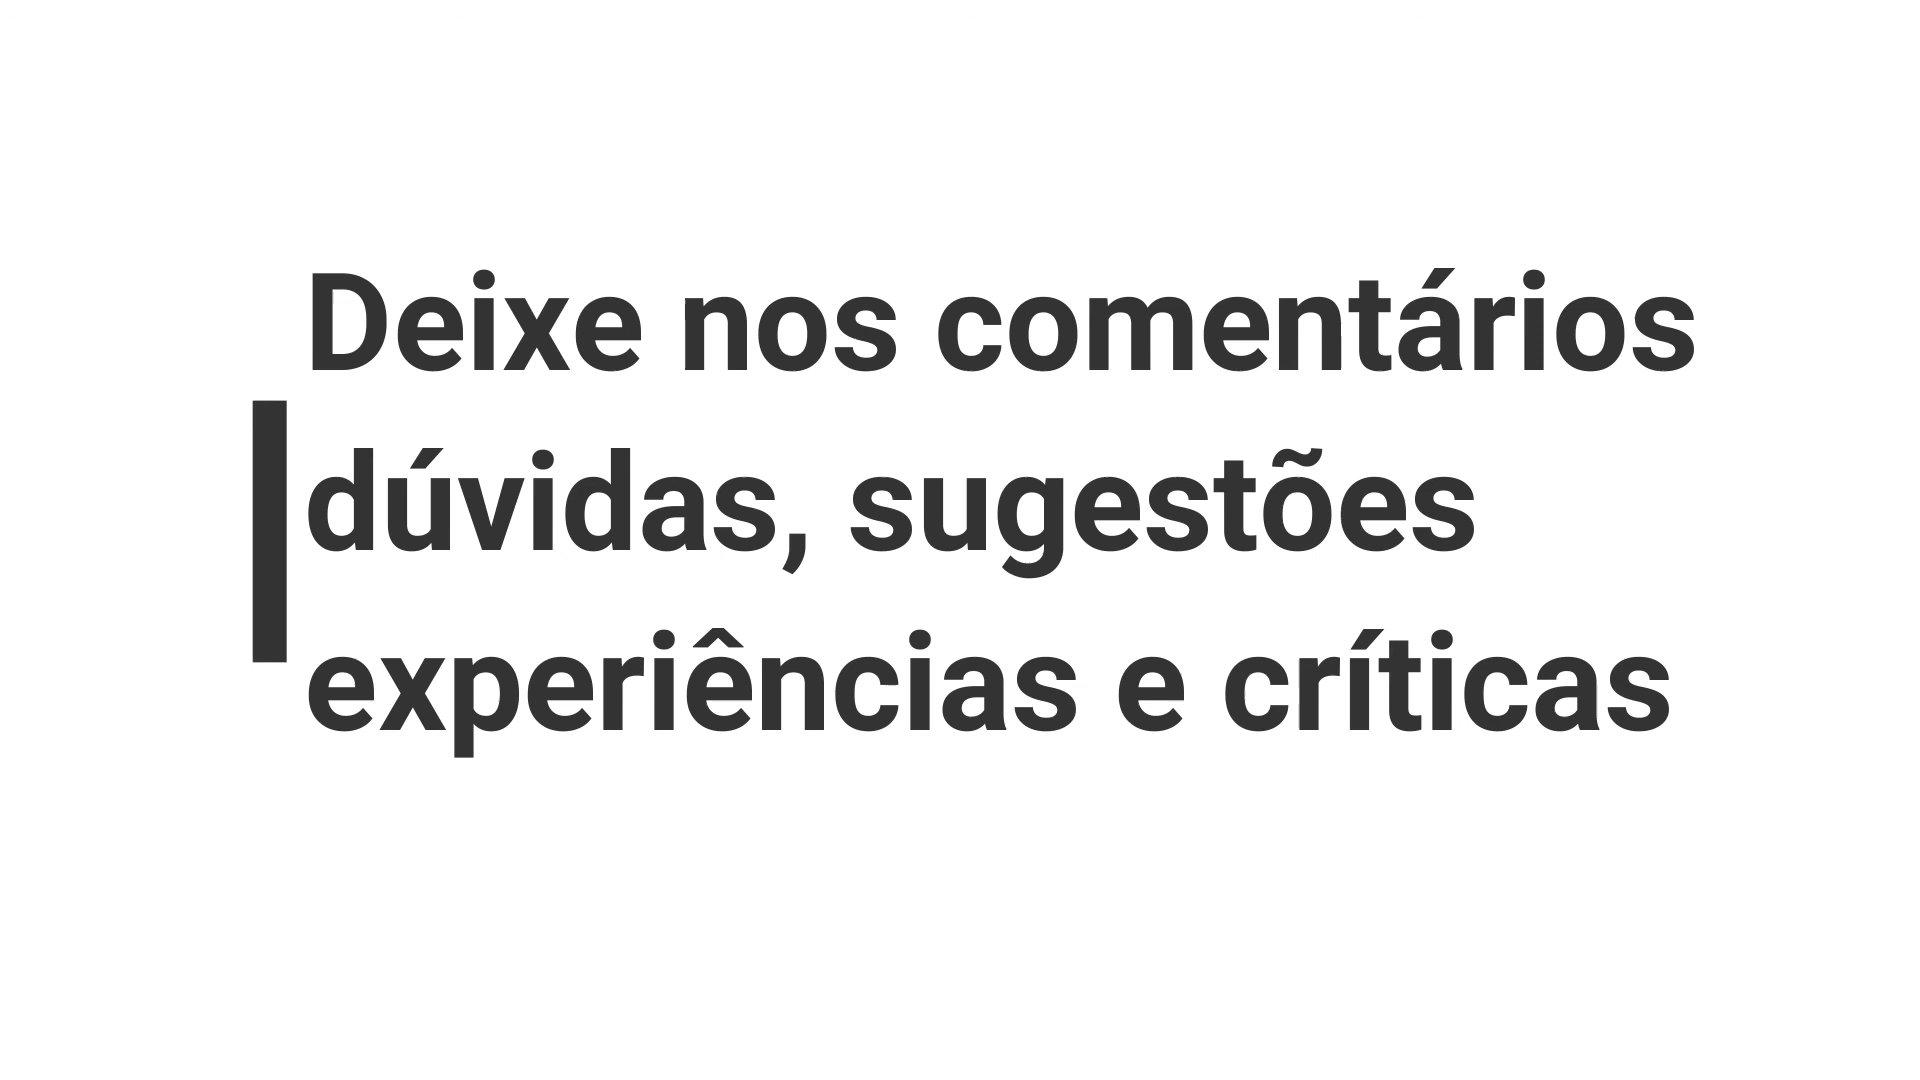 Deixe nos comentários
dúvidas, sugestões
experiências e críticas